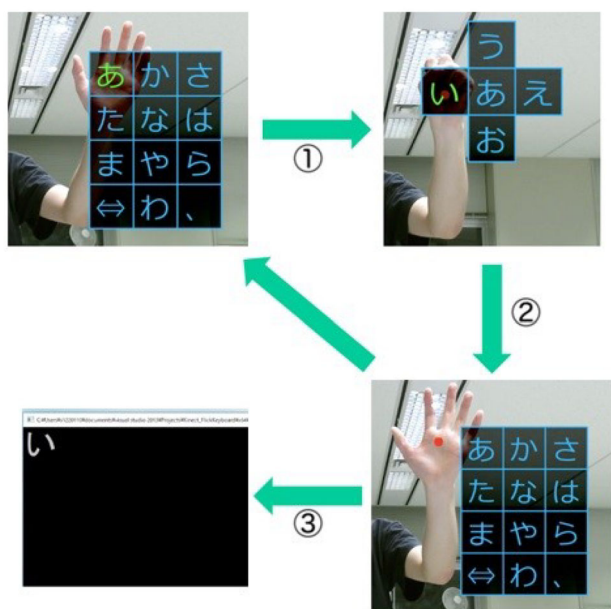 あ か さ
た な は
ま や ら
⇔ わ 、
①
う
い あ え
お
②
あ か さ
た な は
ま や ら
⇔ わ 、
③
い